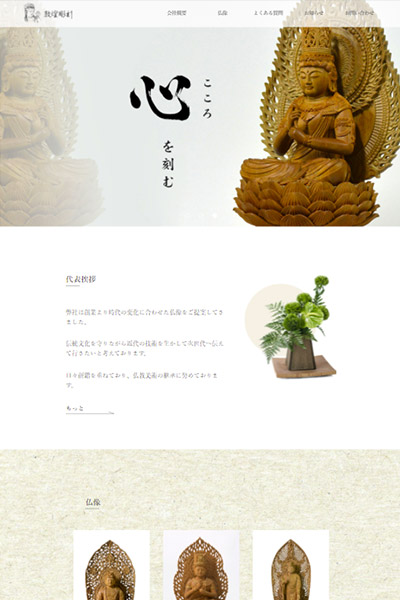 敦煌彫刻
会社概要 仏像 よくある質問 お知らせ お問い合わせ
心
こころ
を刻む
代表挨拶
弊社は創業より時代の変化に合わせた仏像をご提案してき
ました。
伝統文化を守りながら近代の技術を生かして次世代へ伝え
て行きたいと考えております。
日々研鑽を重ねており、仏教美術の継承に努めておりま
す。
もっと
仏像